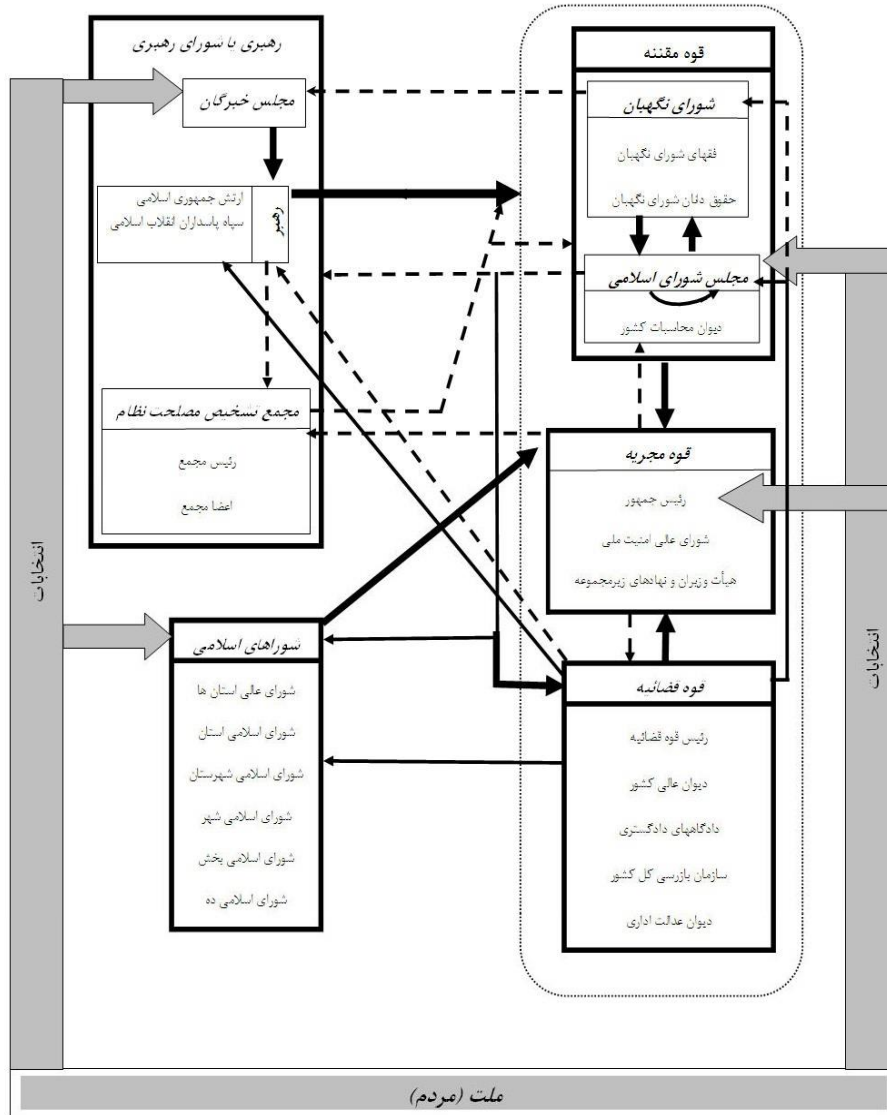 رهبری با شورای رهبری
مجلس خبرگان
ارتش جمهوری اسلامی
سپاه پاسداران انقلاب اسلامی
رهبر
مجمع تشخیص مصلحت نظام
رئیس مجمع
اعضا مجمع
قوه مقننه
شورای نگهبان
فقهای شورای نگهبان
حقوق دانان شورای نگهبان
مجلس شورای اسلامی
دیوان محاسبات کشور
قوه مجریه
رئیس جمهور
شورای عالی امنیت ملی
هیأت وزیران و نهادهای زیرمجموعه
قوه قضائیه
رئیس قوه قضائیه
دیوان عالی کشور
دادگاههای دادگستری
سازمان بازرسی کل کشور
دیوان عدالت اداری
شوراهای اسلامی
شورای عالی استان ها
شورای اسلامی استان
شورای اسلامی شهرستان
شورای اسلامی شهر
شورای اسلامی بخش
شورای اسلامی ده
انتخابات
انتخابات
ملت (مردم)